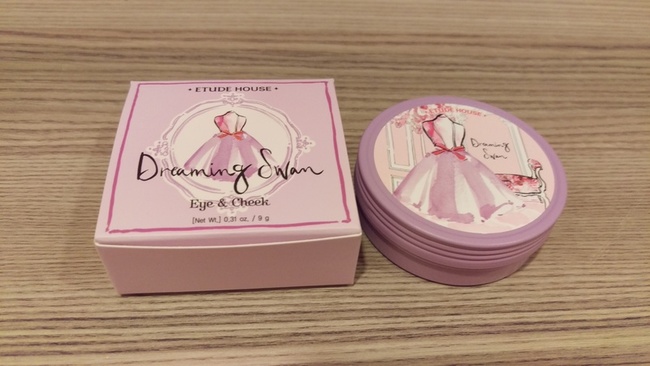 • ETUDE HOUSE •
Dreaming Swan
Eye & Cheek
[Net Wt.] 0.31 oz. / 9 g
• ETUDE HOUSE •
Dreaming
Swan